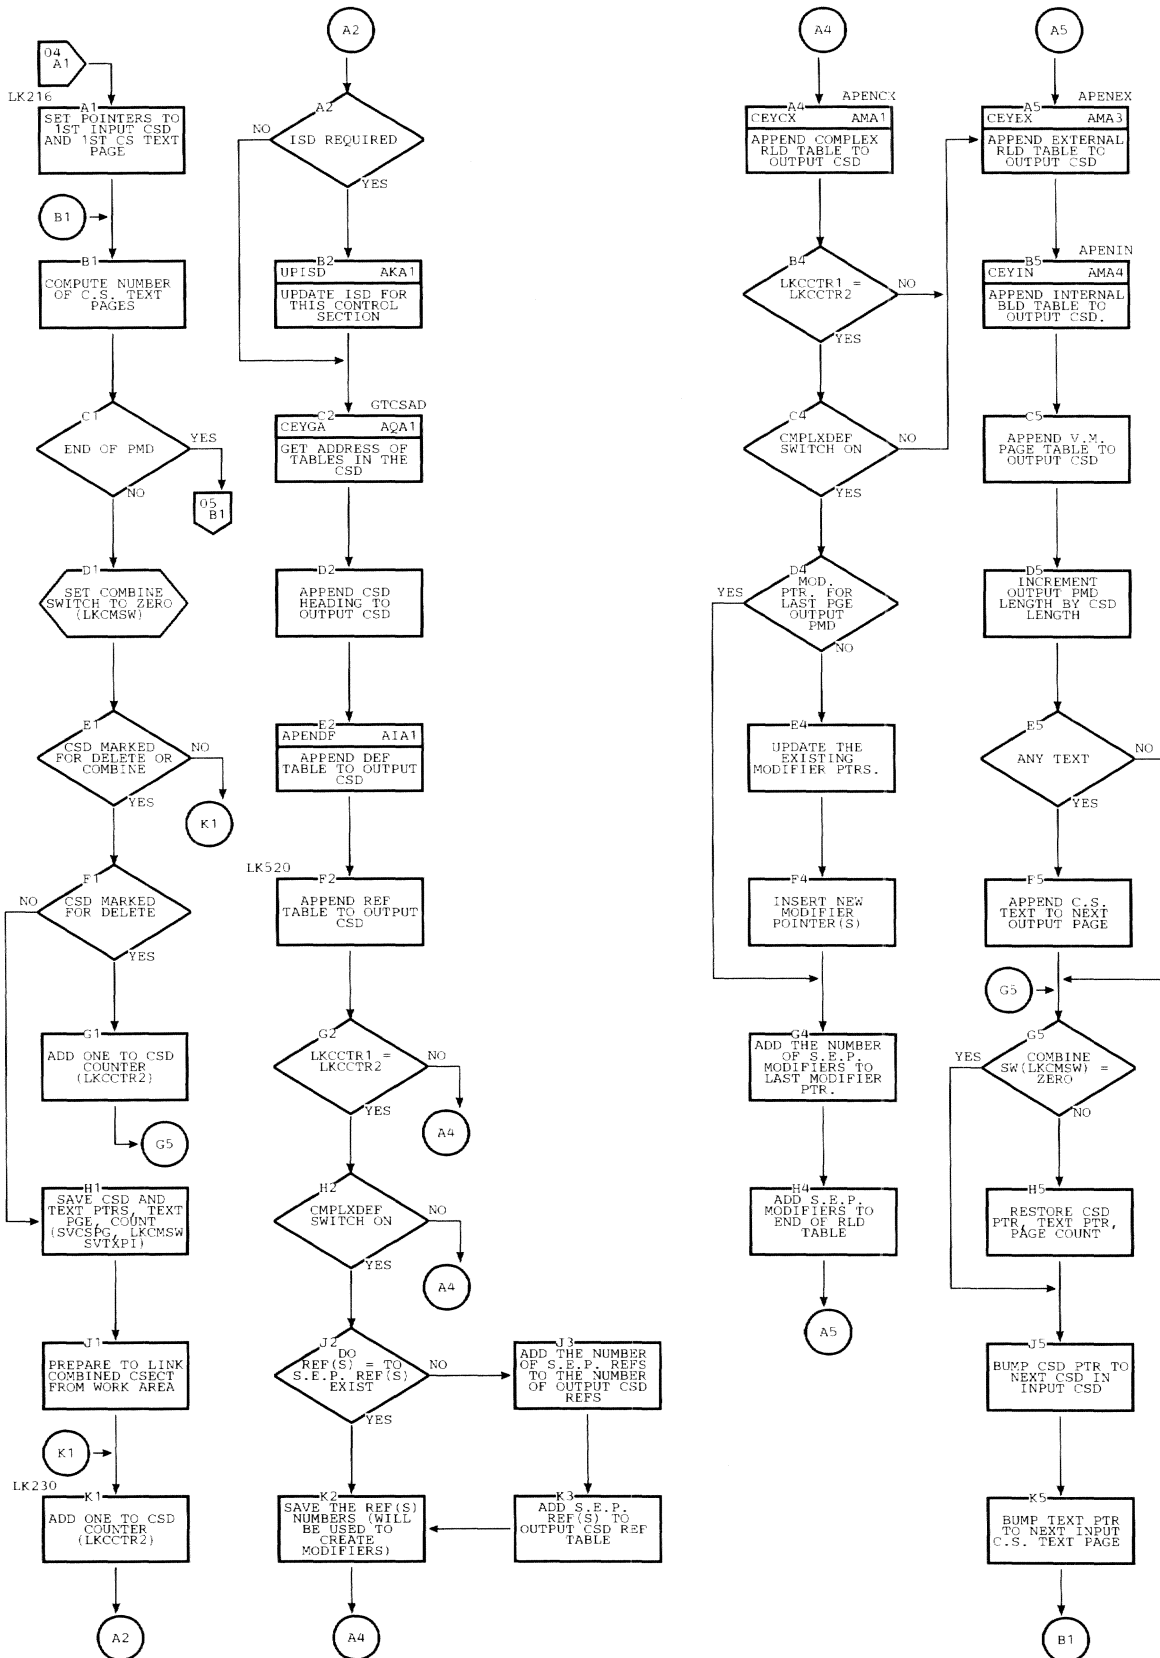 04
A1
LK216
A1
SET POINTERS TO
1ST INPUT CSD
AND 1ST CS TEXT
PAGE
B1
B1
COMPUTE NUMBER
OF C.S. TEXT
PAGES
C1
END OF PMD
YES
NO
05
B1
D1
SET COMBINE
SWITCH TO ZERO
(LKCMSW)
E1
CSD MARKED
FOR DELETE OR
COMBINE
NO
YES
K1
F1
CSD MARKED
FOR DELETE
NO
YES
G1
ADD ONE TO CSD
COUNTER
(LKCCTR2)
G5
H1
SAVE CSD AND
TEXT PTRS, TEXT
PGE, COUNT
(SVCSPG, LKCMSW
SVTXPI)
J1
PREPARE TO LINK
COMBINED CSECT
FROM WORK AREA
K1
LK230
K1
ADD ONE TO CSD
COUNTER
(LKCCTR2)
A2
A2
A2
ISD REQUIRED
NO
YES
B2
UPISD AKA1
UPDATE ISD FOR
THIS CONTROL
SECTION
GTCSAD
C2
CEYGA AQA1
GET ADDRESS OF
TABLES IN THE
CSD
D2
APPEND CSD
HEADING TO
OUTPUT CSD
E2
APENDF AIA1
APPEND DEF
TABLE TO OUTPUT
CSD
LK520
F2
APPEND REF
TABLE TO OUTPUT
CSD
G2
LKCCTR1 =
LKCCTR2
NO
YES
A4
H2
CMPLXDEF
SWITCH ON
NO
YES
A4
J2
DO
REF(S) = TO
S.E.P. REF(S)
EXIST
NO
YES
J3
ADD THE NUMBER
OF S.E.P. REFS
TO THE NUMBER
OF OUTPUT CSD
REFS
K3
ADD S.E.P.
REF(S) TO
OUTPUT CSD REF
TABLE
K2
SAVE THE REF(S)
NUMBERS (WILL
BE USED TO
CREATE
MODIFIERS)
A4
A4
APENCX
A4
CEYCX AMA1
APPEND COMPLEX
RLD TABLE TO
OUTPUT CSD
B4
LKCCTR1 =
LKCCTR2
NO
YES
C4
CMPLXDEF
SWITCH ON
NO
YES
D4
MOD.
PTR. FOR
LAST PGE
OUTPUT
PMD
YES
NO
E4
UPDATE THE
EXISTING
MODIFIER PTRS.
F4
INSERT NEW
MODIFIER
POINTER(S)
G4
ADD THE NUMBER
OF S.E.P.
MODIFIERS TO
LAST MODIFIER
PTR.
H4
ADD S.E.P.
MODIFIERS TO
END OF RLD
TABLE
A5
A5
APENEX
A5
CEYEX AMA3
APPEND EXTERNAL
RLD TABLE TO
OUTPUT CSD
APENIN
B5
CEYIN AMA4
APPEND INTERNAL
BLD TABLE TO
OUTPUT CSD.
C5
APPEND V.M.
PAGE TABLE TO
OUTPUT CSD
D5
INCREMENT
OUTPUT PMD
LENGTH BY CSD
LENGTH
E5
ANY TEXT
NO
YES
F5
APPEND C.S.
TEXT TO NEXT
OUTPUT PAGE
G5
G5
COMBINE
SW(LKCMSW) =
ZERO
YES
NO
H5
RESTORE CSD
PTR, TEXT PTR,
PAGE COUNT
J5
BUMP CSD PTR TO
NEXT CSD IN
INPUT CSD
K5
BUMP TEXT PTR
TO NEXT INPUT
C.S. TEXT PAGE
B1